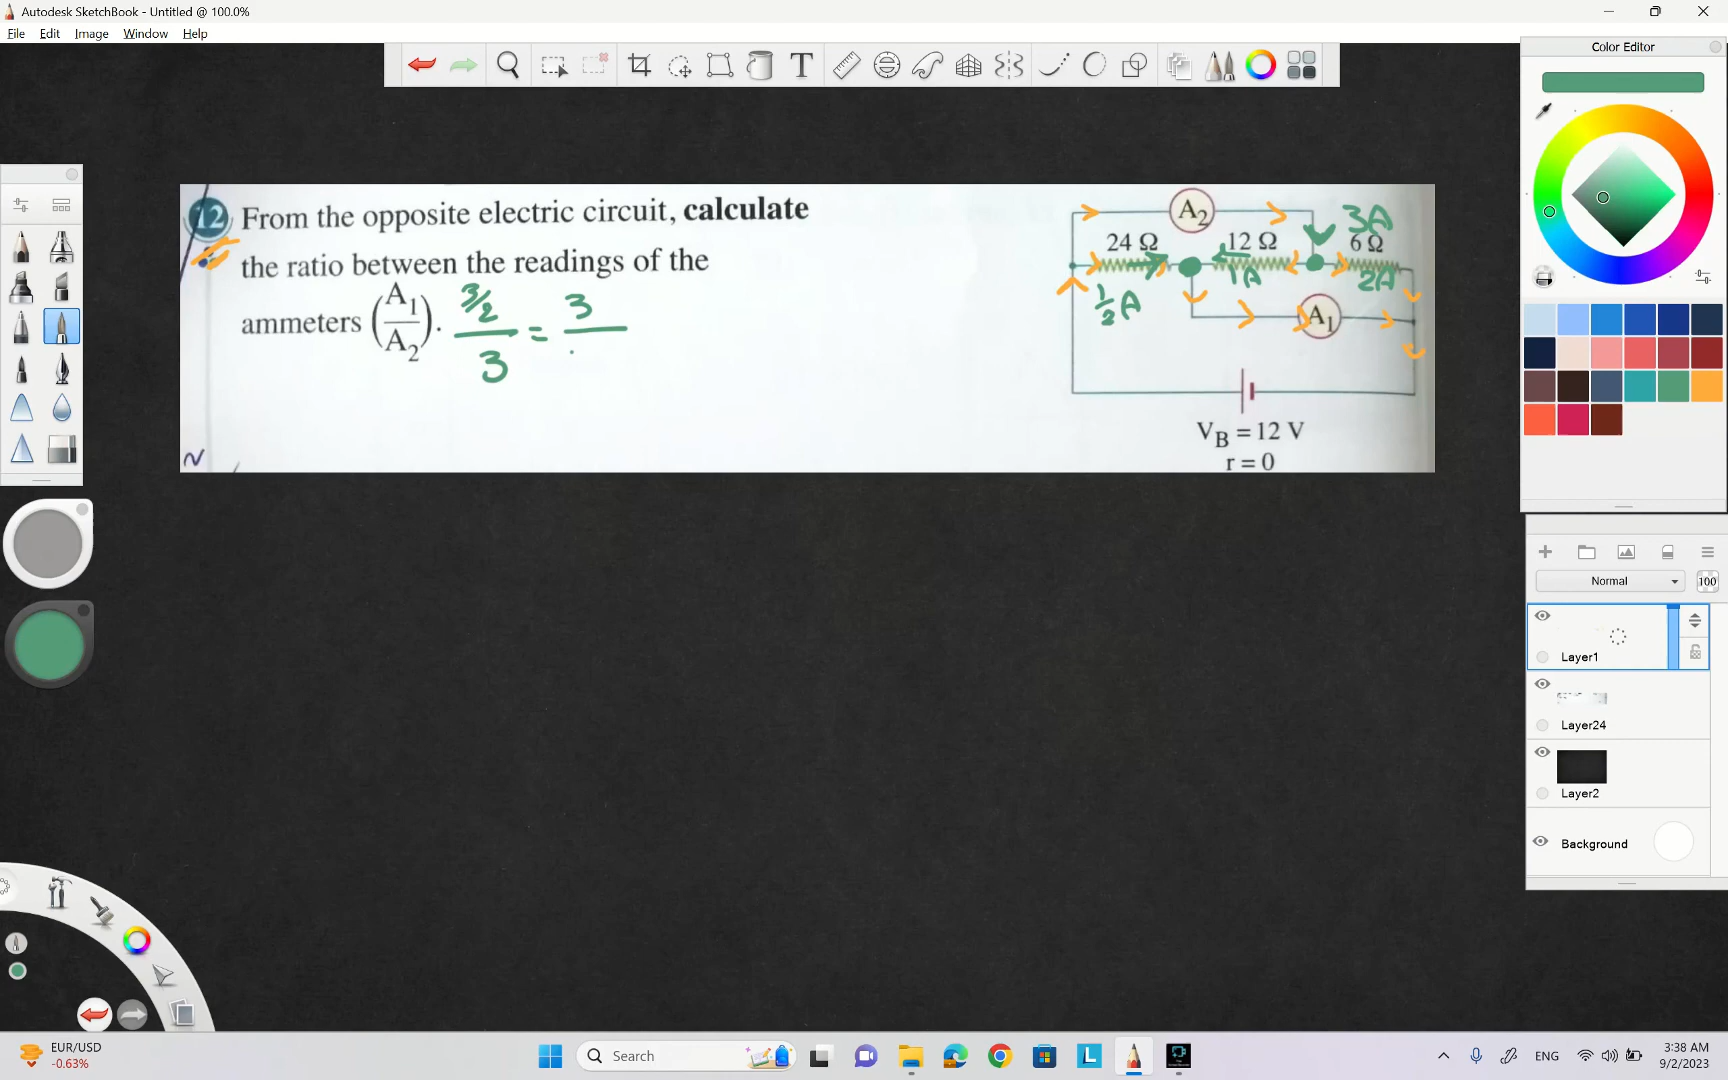 Autodesk SketchBook - Untitled @ 100.0%
File Edit Image Window Help
T
Color Editor
12 From the opposite electric circuit, calculate
the ratio between the readings of the
ammeters (A1/A2). 3/2 / 3 = 3
A2
3A
24 Ω 12 Ω 6 Ω
1/2 A 1A 2A
A1
VB = 12 V
r = 0
N
Normal 100
Layer1
Layer24
Layer2
Background
EUR/USD
-0.63%
Search
L
ENG
3:38 AM
9/2/2023